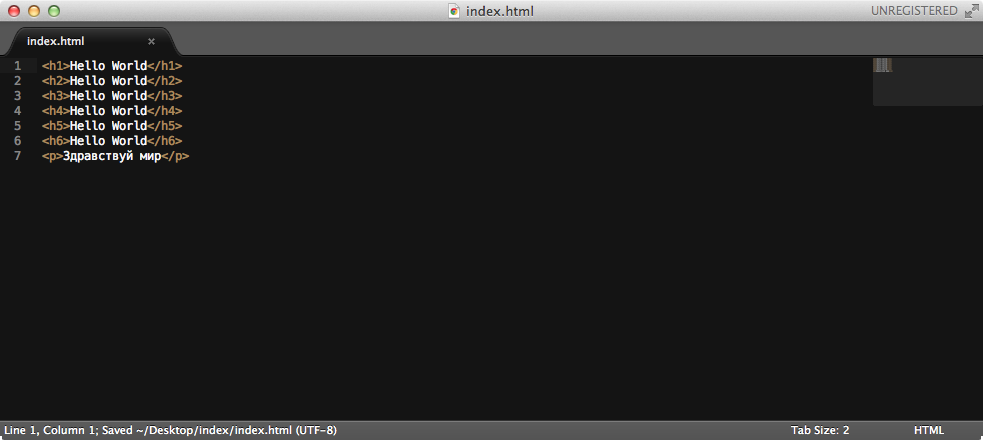 index.html
UNREGISTERED
index.html ×
1 <h1>Hello World</h1>
2 <h2>Hello World</h2>
3 <h3>Hello World</h3>
4 <h4>Hello World</h4>
5 <h5>Hello World</h5>
6 <h6>Hello World</h6>
7 <p>Здравствуй мир</p>
Line 1, Column 1; Saved ~/Desktop/index/index.html (UTF-8)
Tab Size: 2
HTML